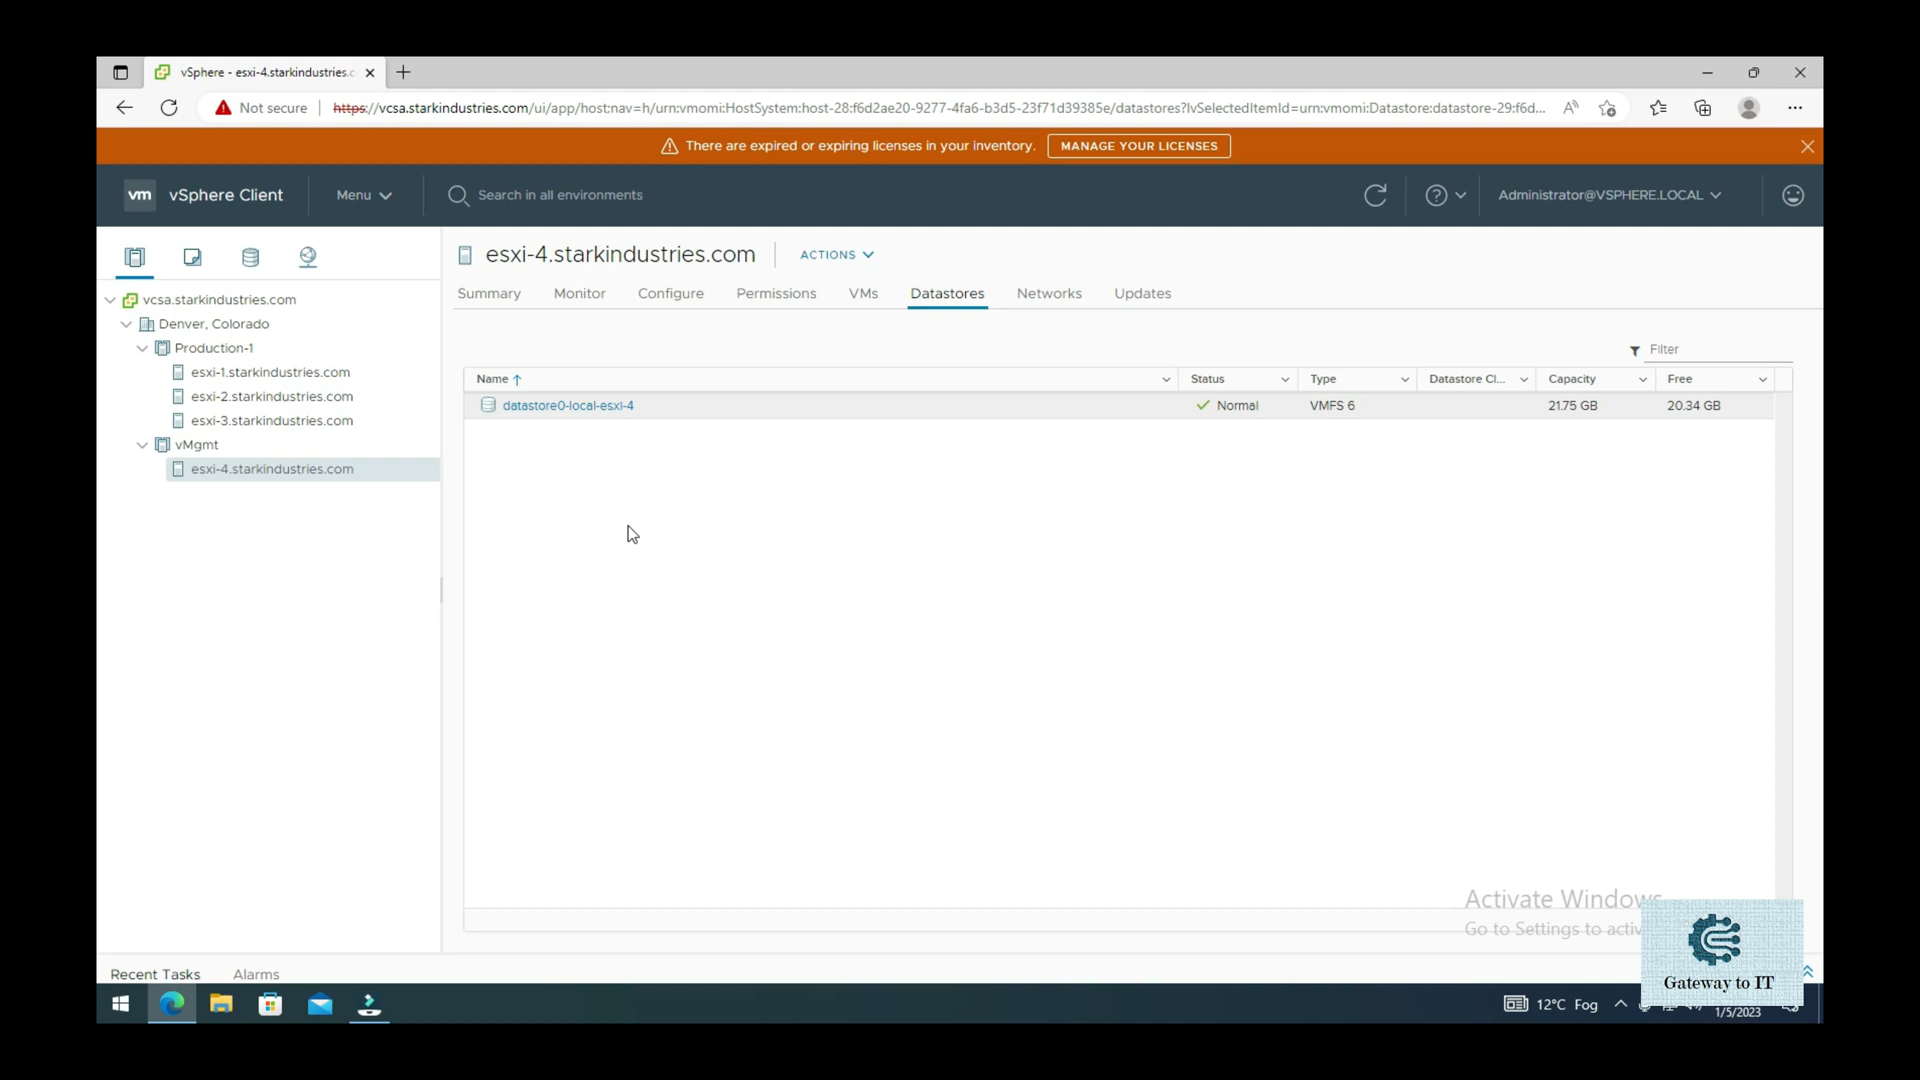 vSphere - esxi-4.starkindustries.c
Not secure
https://vcsa.starkindustries.com/ui/app/host;nav=h/urn:vmomi:HostSystem:host-28:f6d2ae20-9277-4fa6-b3d5-23f71d39385e/datastores?lvSelectedItemId=urn:vmomi:Datastore:datastore-29:f6d...
There are expired or expiring licenses in your inventory.
MANAGE YOUR LICENSES
vm
vSphere Client
Menu
Search in all environments
Administrator@VSPHERE.LOCAL
vcsa.starkindustries.com
Denver, Colorado
Production-1
esxi-1.starkindustries.com
esxi-2.starkindustries.com
esxi-3.starkindustries.com
vMgmt
esxi-4.starkindustries.com
esxi-4.starkindustries.com
ACTIONS
Summary Monitor Configure Permissions VMs Datastores Networks Updates
Filter
Name Status Type Datastore Cl... Capacity Free
datastore0-local-esxi-4 Normal VMFS 6 21.75 GB 20.34 GB
Activate Windows
Go to Settings to activ
Gateway to IT
Recent Tasks Alarms
12°C Fog
1/5/2023